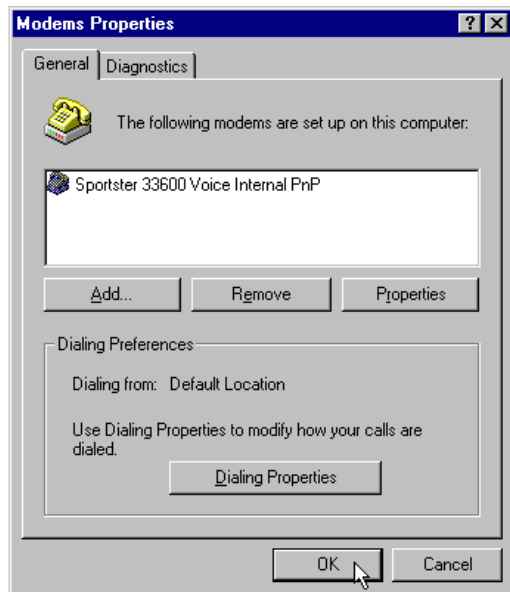 Modems Properties
General Diagnostics
The following modems are set up on this computer:
Sportster 33600 Voice Internal PnP
Add... Remove Properties
Dialing Preferences
Dialing from: Default Location
Use Dialing Properties to modify how your calls are
dialed.
Dialing Properties
OK Cancel